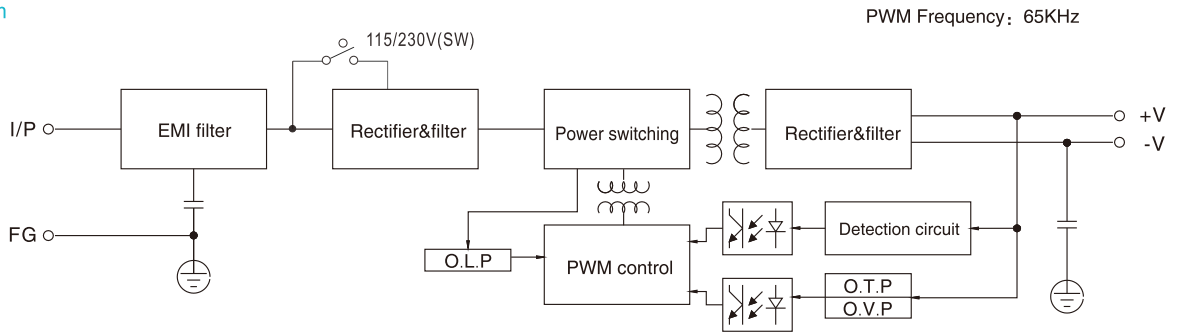 PWM Frequency：65KHz
115/230V(SW)
I/P
EMI filter
Rectifier&filter
Power switching
Rectifier&filter
+V
-V
FG
O.L.P
PWM control
Detection circuit
O.T.P
O.V.P